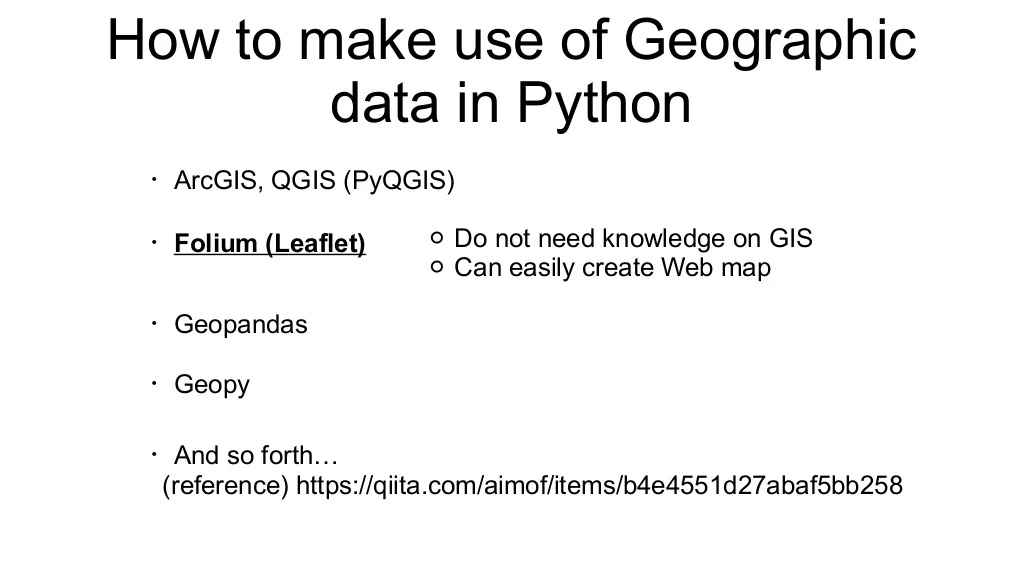 How to make use of Geographic
data in Python
・ ArcGIS, QGIS (PyQGIS)
・ Folium (Leaflet)
○ Do not need knowledge on GIS
○ Can easily create Web map
・ Geopandas
・ Geopy
・ And so forth…
(reference) https://qiita.com/aimof/items/b4e4551d27abaf5bb258